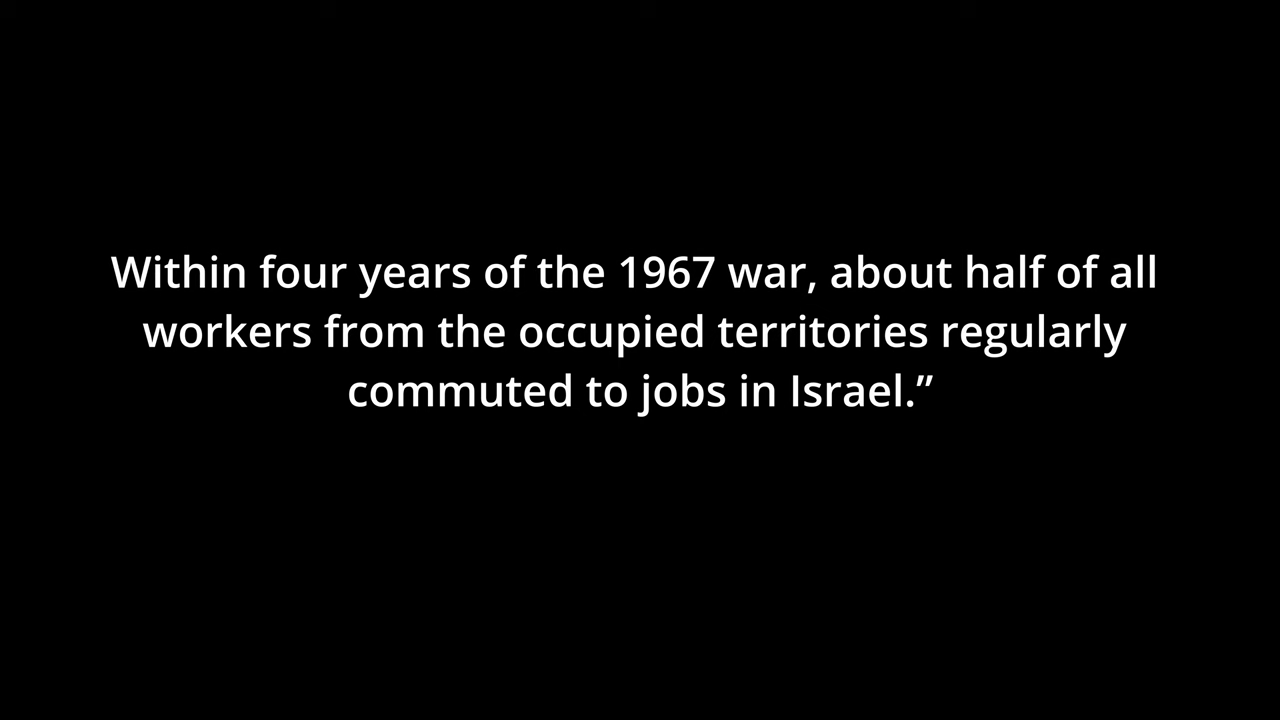 Within four years of the 1967 war, about half of all
workers from the occupied territories regularly
commuted to jobs in Israel.”